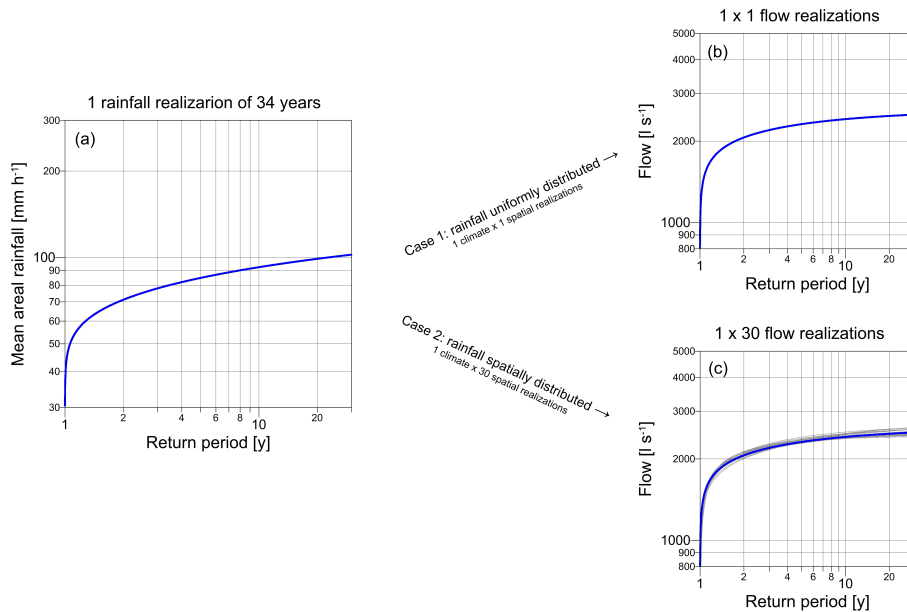 1 rainfall realizarion of 34 years
(a)
Mean areal rainfall [mm h⁻¹]
300
200
100
90
80
70
60
50
40
30
1 2 4 6 8 10 20
Return period [y]
Case 1: rainfall uniformly distributed →
1 climate x 1 spatial realizations
Case 2: rainfall spatially distributed →
1 climate x 30 spatial realizations
1 x 1 flow realizations
(b)
Flow [l s⁻¹]
5000
4000
3000
2000
1000
900
800
1 2 4 6 8 10 20
Return period [y]
1 x 30 flow realizations
(c)
Flow [l s⁻¹]
5000
4000
3000
2000
1000
900
800
1 2 4 6 8 10 20
Return period [y]